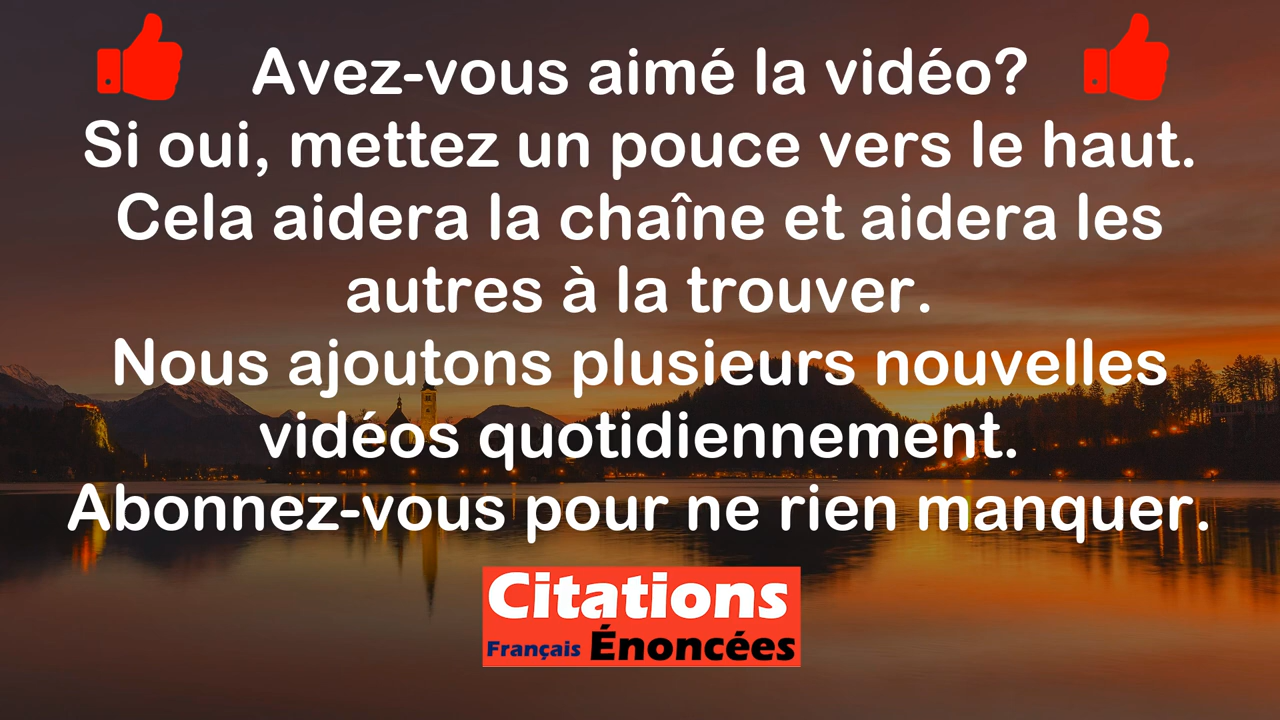 Avez-vous aimé la vidéo?
Si oui, mettez un pouce vers le haut.
Cela aidera la chaîne et aidera les
autres à la trouver.
Nous ajoutons plusieurs nouvelles
vidéos quotidiennement.
Abonnez-vous pour ne rien manquer.
Citations
Français Énoncées